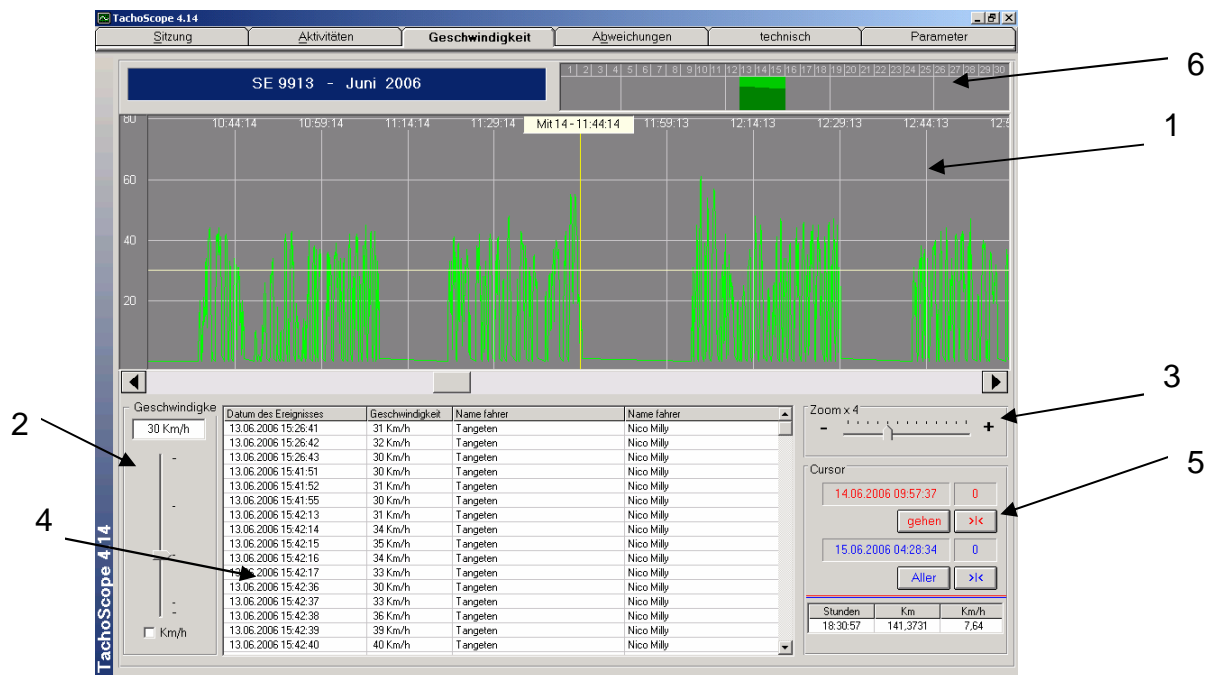 TachoScope 4.14
Sitzung Aktivitäten Geschwindigkeit Abweichungen technisch Parameter
SE 9913 - Juni 2006
1 2 3 4 5 6 7 8 9 10 11 12 13 14 15 16 17 18 19 20 21 22 23 24 25 26 27 28 29 30
6
80 10:44:14 10:59:14 11:14:14 11:29:14 Mit 14 - 11:44:14 11:59:13 12:14:13 12:29:13 12:44:13
1
60
40
20
3
2
5
4
Geschwindigke
30 Km/h
Km/h
Datum des Ereignisses Geschwindigkeit Name fahrer Name fahrer
13.06.2006 15:26:41 31 Km/h Tangeten Nico Milly
13.06.2006 15:26:42 32 Km/h Tangeten Nico Milly
13.06.2006 15:26:43 30 Km/h Tangeten Nico Milly
13.06.2006 15:41:51 30 Km/h Tangeten Nico Milly
13.06.2006 15:41:52 31 Km/h Tangeten Nico Milly
13.06.2006 15:41:55 30 Km/h Tangeten Nico Milly
13.06.2006 15:42:13 31 Km/h Tangeten Nico Milly
13.06.2006 15:42:14 34 Km/h Tangeten Nico Milly
13.06.2006 15:42:15 35 Km/h Tangeten Nico Milly
13.06.2006 15:42:16 34 Km/h Tangeten Nico Milly
13.06.2006 15:42:17 33 Km/h Tangeten Nico Milly
13.06.2006 15:42:36 30 Km/h Tangeten Nico Milly
13.06.2006 15:42:37 33 Km/h Tangeten Nico Milly
13.06.2006 15:42:38 36 Km/h Tangeten Nico Milly
13.06.2006 15:42:39 39 Km/h Tangeten Nico Milly
13.06.2006 15:42:40 40 Km/h Tangeten Nico Milly
Zoom x 4
- +
Cursor
14.06.2006 09:57:37 0
gehen >|<
15.06.2006 04:28:34 0
Aller >|<
Stunden Km Km/h
18:30:57 141,3731 7,64
TachoScope 4.14